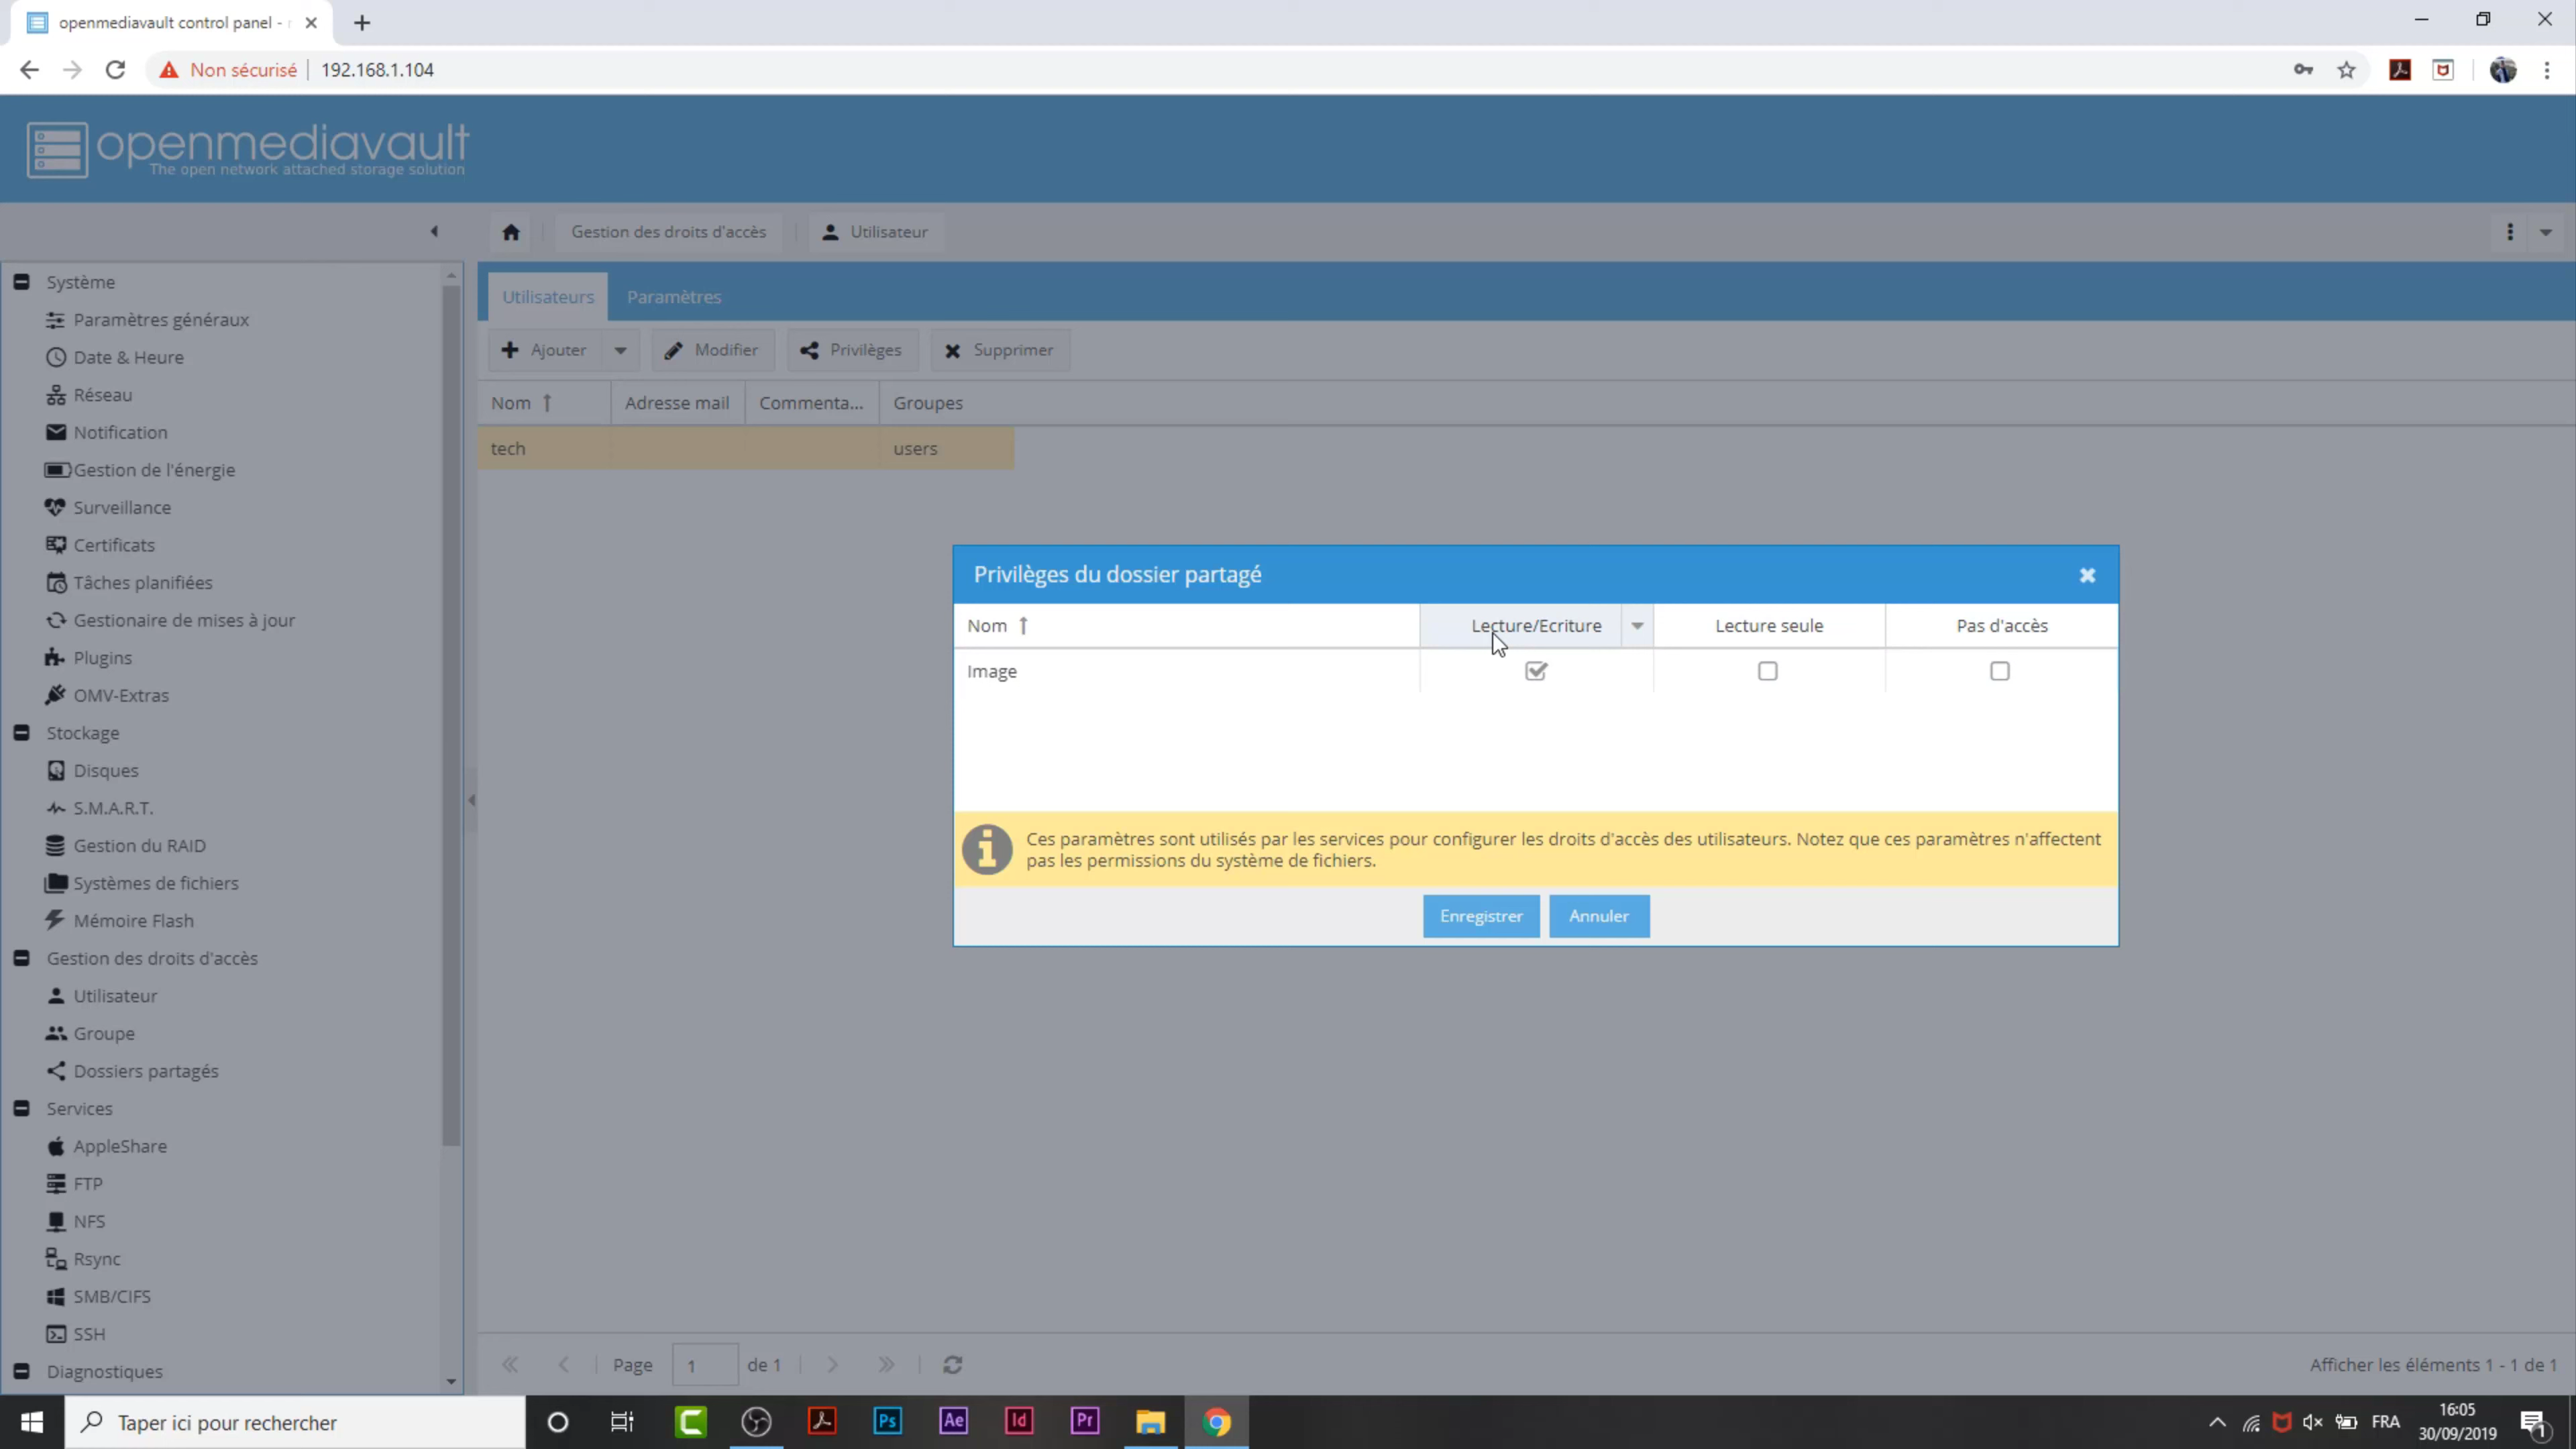 openmediavault control panel -
Non sécurisé
192.168.1.104
openmediavault
The open network attached storage solution
Gestion des droits d'accès
Utilisateur
Système
Paramètres généraux
Date & Heure
Réseau
Notification
Gestion de l'énergie
Surveillance
Certificats
Tâches planifiées
Gestionaire de mises à jour
Plugins
OMV-Extras
Stockage
Disques
S.M.A.R.T.
Gestion du RAID
Systèmes de fichiers
Mémoire Flash
Gestion des droits d'accès
Utilisateur
Groupe
Dossiers partagés
Services
AppleShare
FTP
NFS
Rsync
SMB/CIFS
SSH
Diagnostiques
Utilisateurs
Paramètres
Ajouter
Modifier
Privilèges
Supprimer
Nom
Adresse mail
Commenta...
Groupes
tech
users
Privilèges du dossier partagé
Nom
Lecture/Ecriture
Lecture seule
Pas d'accès
Image
Ces paramètres sont utilisés par les services pour configurer les droits d'accès des utilisateurs. Notez que ces paramètres n'affectent
pas les permissions du système de fichiers.
Enregistrer
Annuler
Page
1
de 1
Afficher les éléments 1 - 1 de 1
Taper ici pour rechercher
Ps
Ae
Id
Pr
FRA
16:05
30/09/2019
1